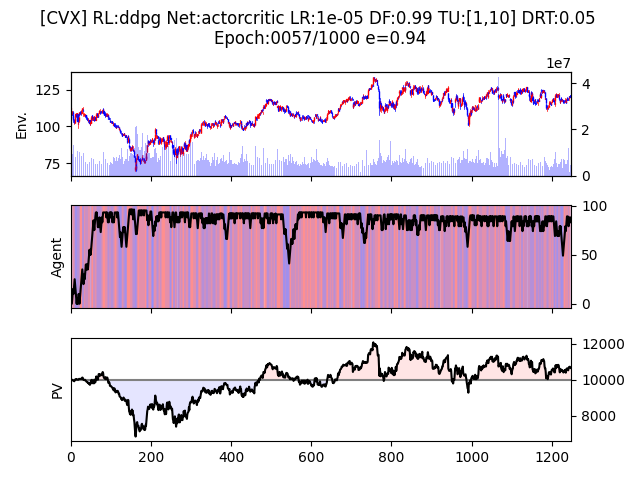 [CVX] RL:ddpg Net:actorcritic LR:1e-05 DF:0.99 TU:[1,10] DRT:0.05
Epoch:0057/1000 e=0.94
1e7
Env.
125
100
75
4
2
0
Agent
100
50
0
PV
12000
10000
8000
0 200 400 600 800 1000 1200